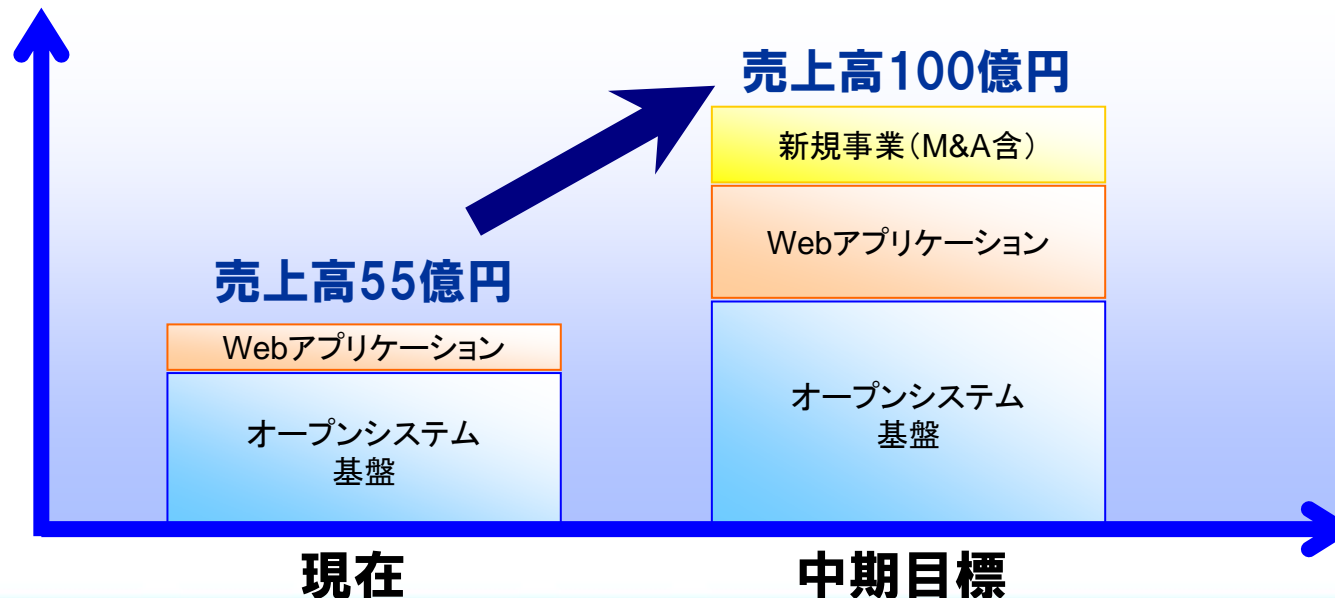 売上高100億円
新規事業(M&A含)
Webアプリケーション
オープンシステム
基盤
売上高55億円
Webアプリケーション
オープンシステム
基盤
現在
中期目標